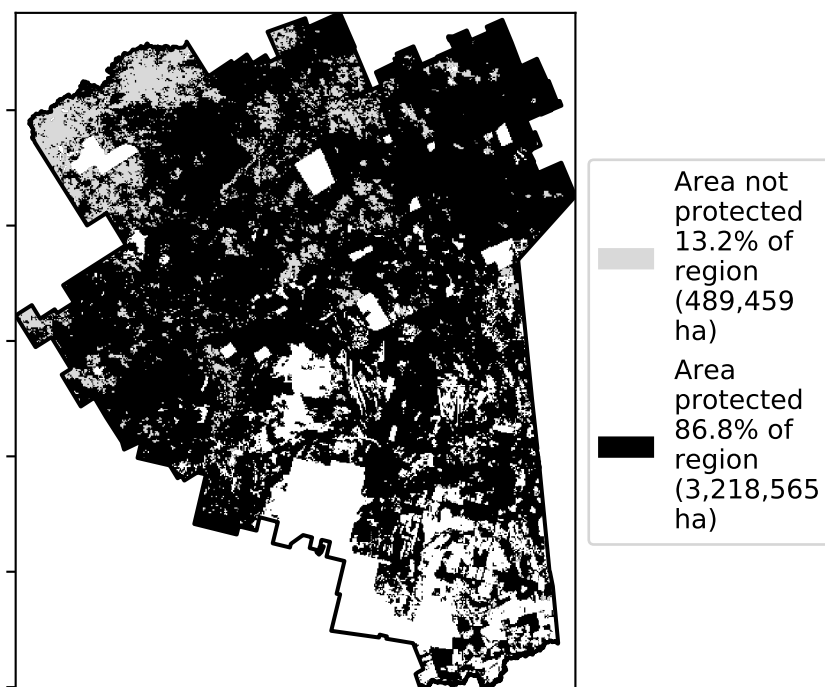 Area not
protected
13.2% of
region
(489,459
ha)
Area
protected
86.8% of
region
(3,218,565
ha)